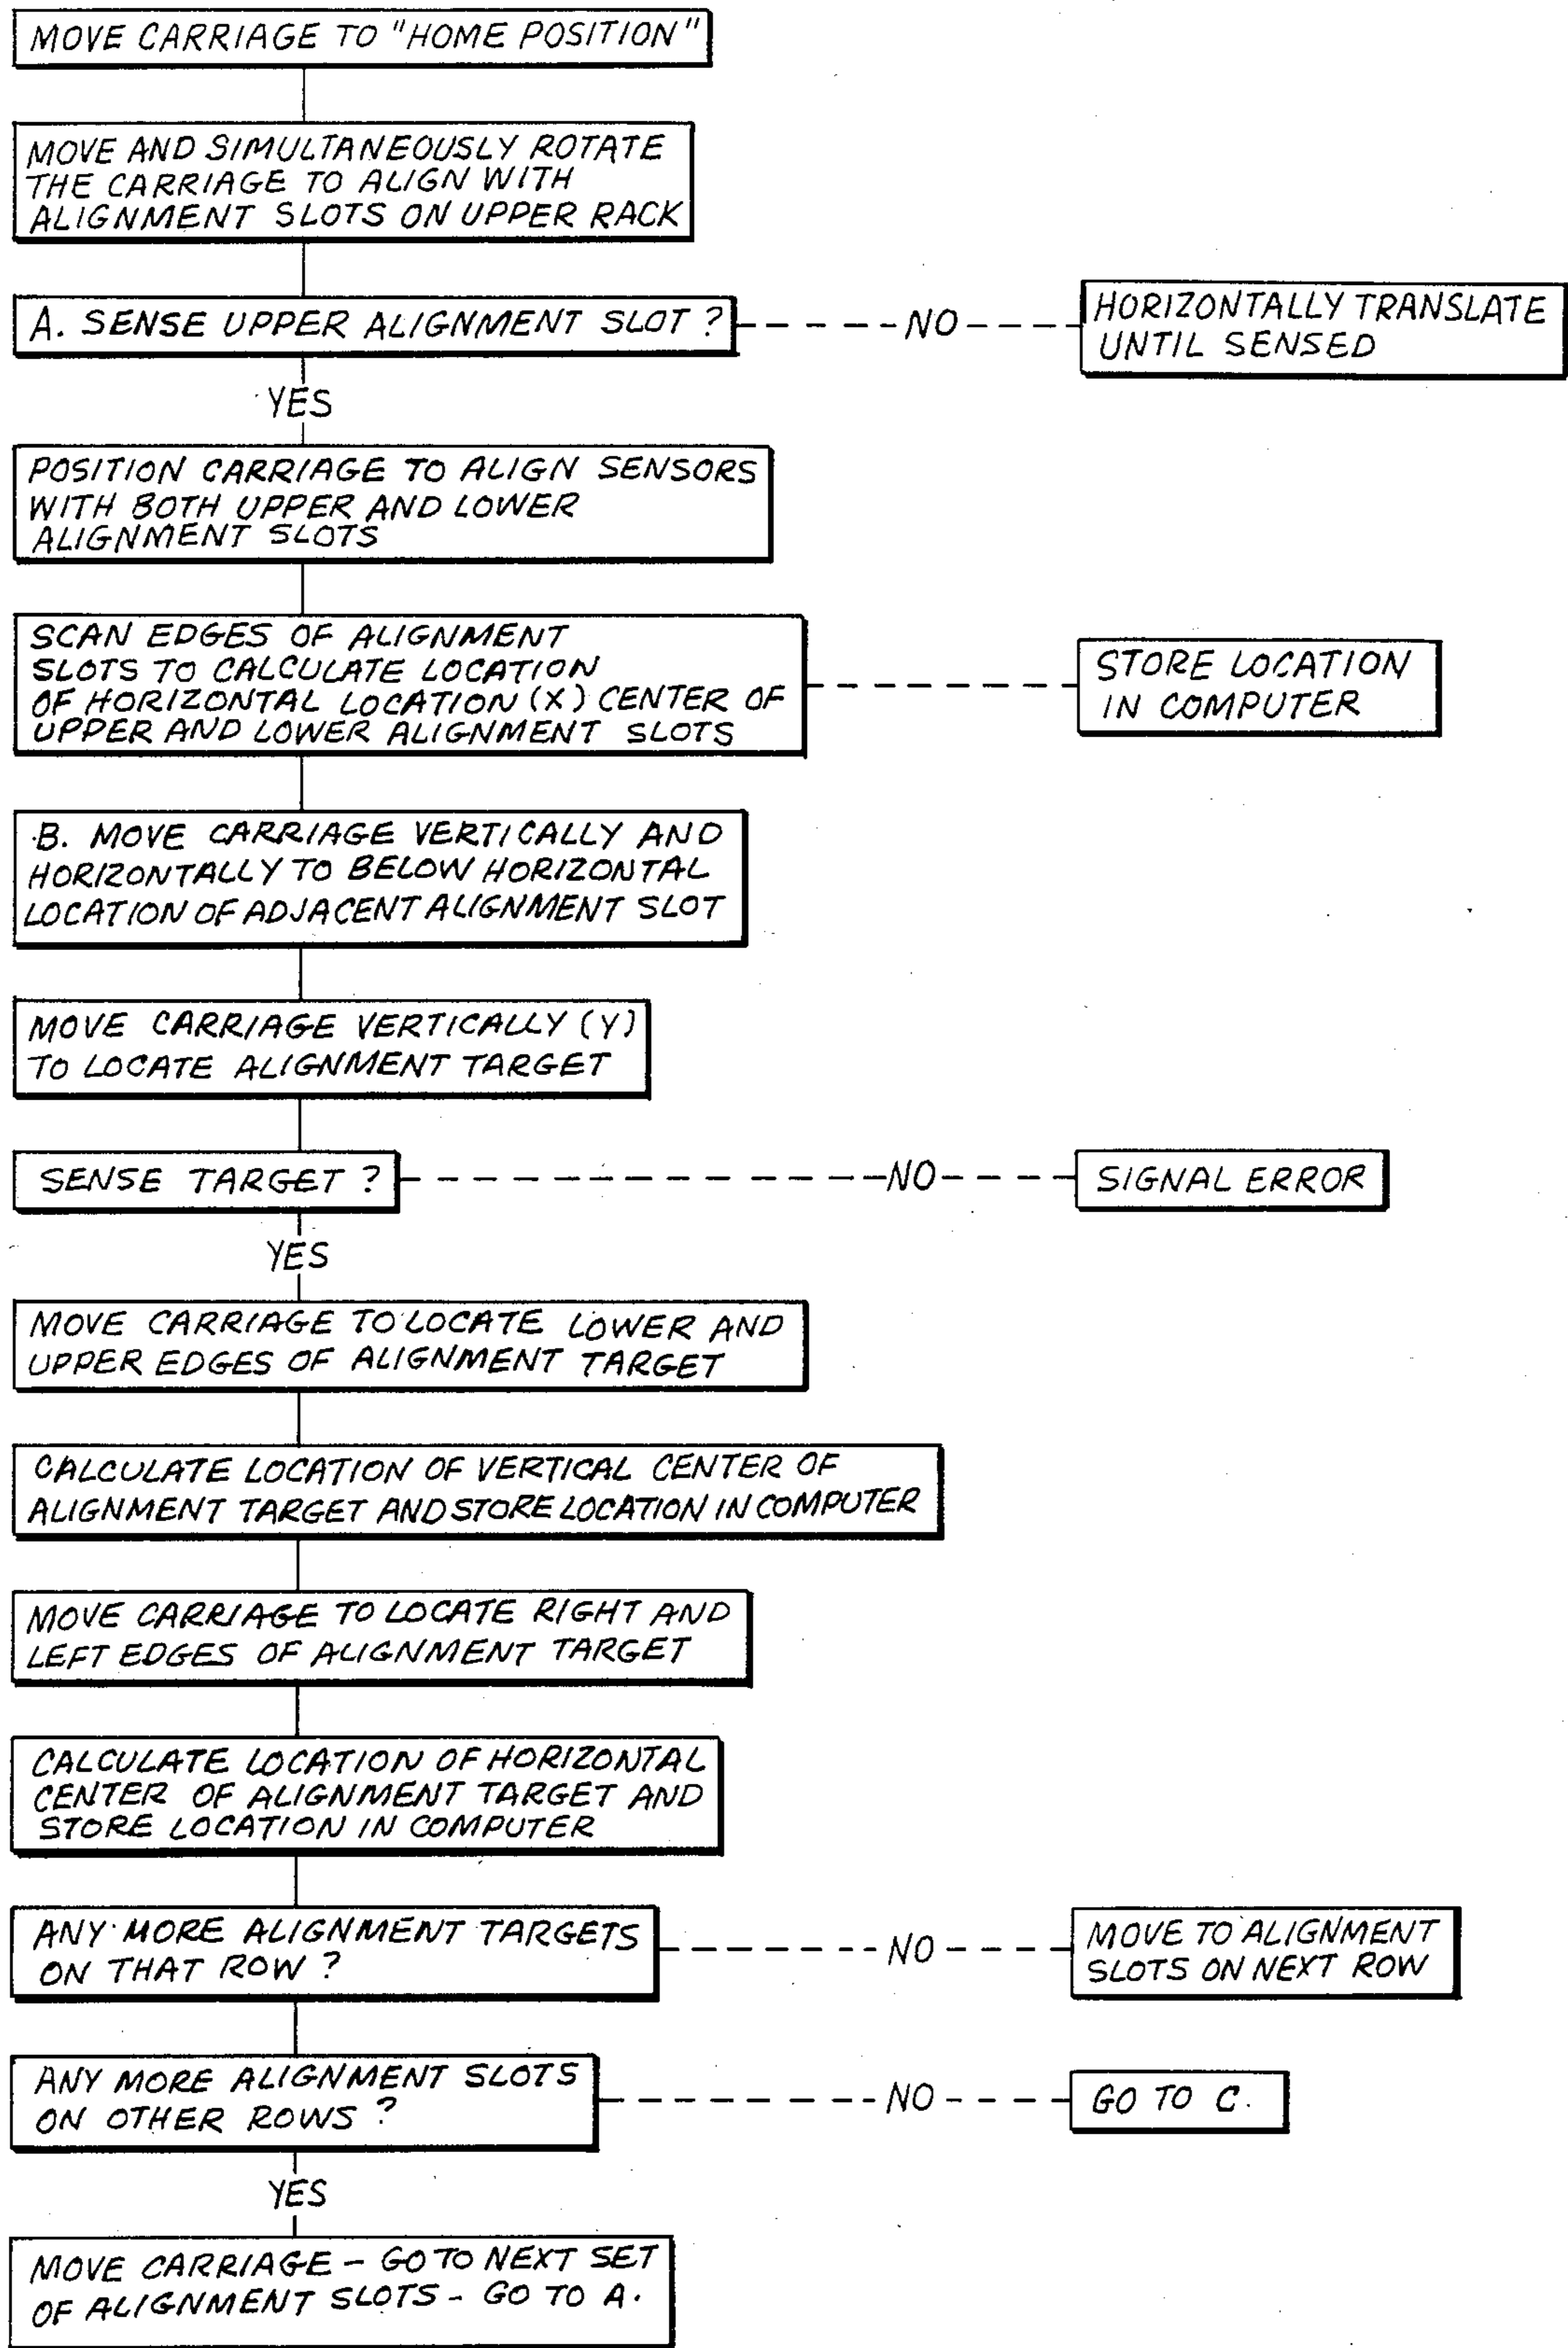 MOVE CARRIAGE TO "HOME POSITION"
MOVE AND SIMULTANEOUSLY ROTATE
THE CARRIAGE TO ALIGN WITH
ALIGNMENT SLOTS ON UPPER RACK
A. SENSE UPPER ALIGNMENT SLOT ?
NO
HORIZONTALLY TRANSLATE
UNTIL SENSED
YES
POSITION CARRIAGE TO ALIGN SENSORS
WITH BOTH UPPER AND LOWER
ALIGNMENT SLOTS
SCAN EDGES OF ALIGNMENT
SLOTS TO CALCULATE LOCATION
OF HORIZONTAL LOCATION (X) CENTER OF
UPPER AND LOWER ALIGNMENT SLOTS
STORE LOCATION
IN COMPUTER
B. MOVE CARRIAGE VERTICALLY AND
HORIZONTALLY TO BELOW HORIZONTAL
LOCATION OF ADJACENT ALIGNMENT SLOT
MOVE CARRIAGE VERTICALLY (Y)
TO LOCATE ALIGNMENT TARGET
SENSE TARGET ?
NO
SIGNAL ERROR
YES
MOVE CARRIAGE TO LOCATE LOWER AND
UPPER EDGES OF ALIGNMENT TARGET
CALCULATE LOCATION OF VERTICAL CENTER OF
ALIGNMENT TARGET AND STORE LOCATION IN COMPUTER
MOVE CARRIAGE TO LOCATE RIGHT AND
LEFT EDGES OF ALIGNMENT TARGET
CALCULATE LOCATION OF HORIZONTAL
CENTER OF ALIGNMENT TARGET AND
STORE LOCATION IN COMPUTER
ANY MORE ALIGNMENT TARGETS
ON THAT ROW ?
NO
MOVE TO ALIGNMENT
SLOTS ON NEXT ROW
ANY MORE ALIGNMENT SLOTS
ON OTHER ROWS ?
NO
GO TO C.
YES
MOVE CARRIAGE - GO TO NEXT SET
OF ALIGNMENT SLOTS - GO TO A.